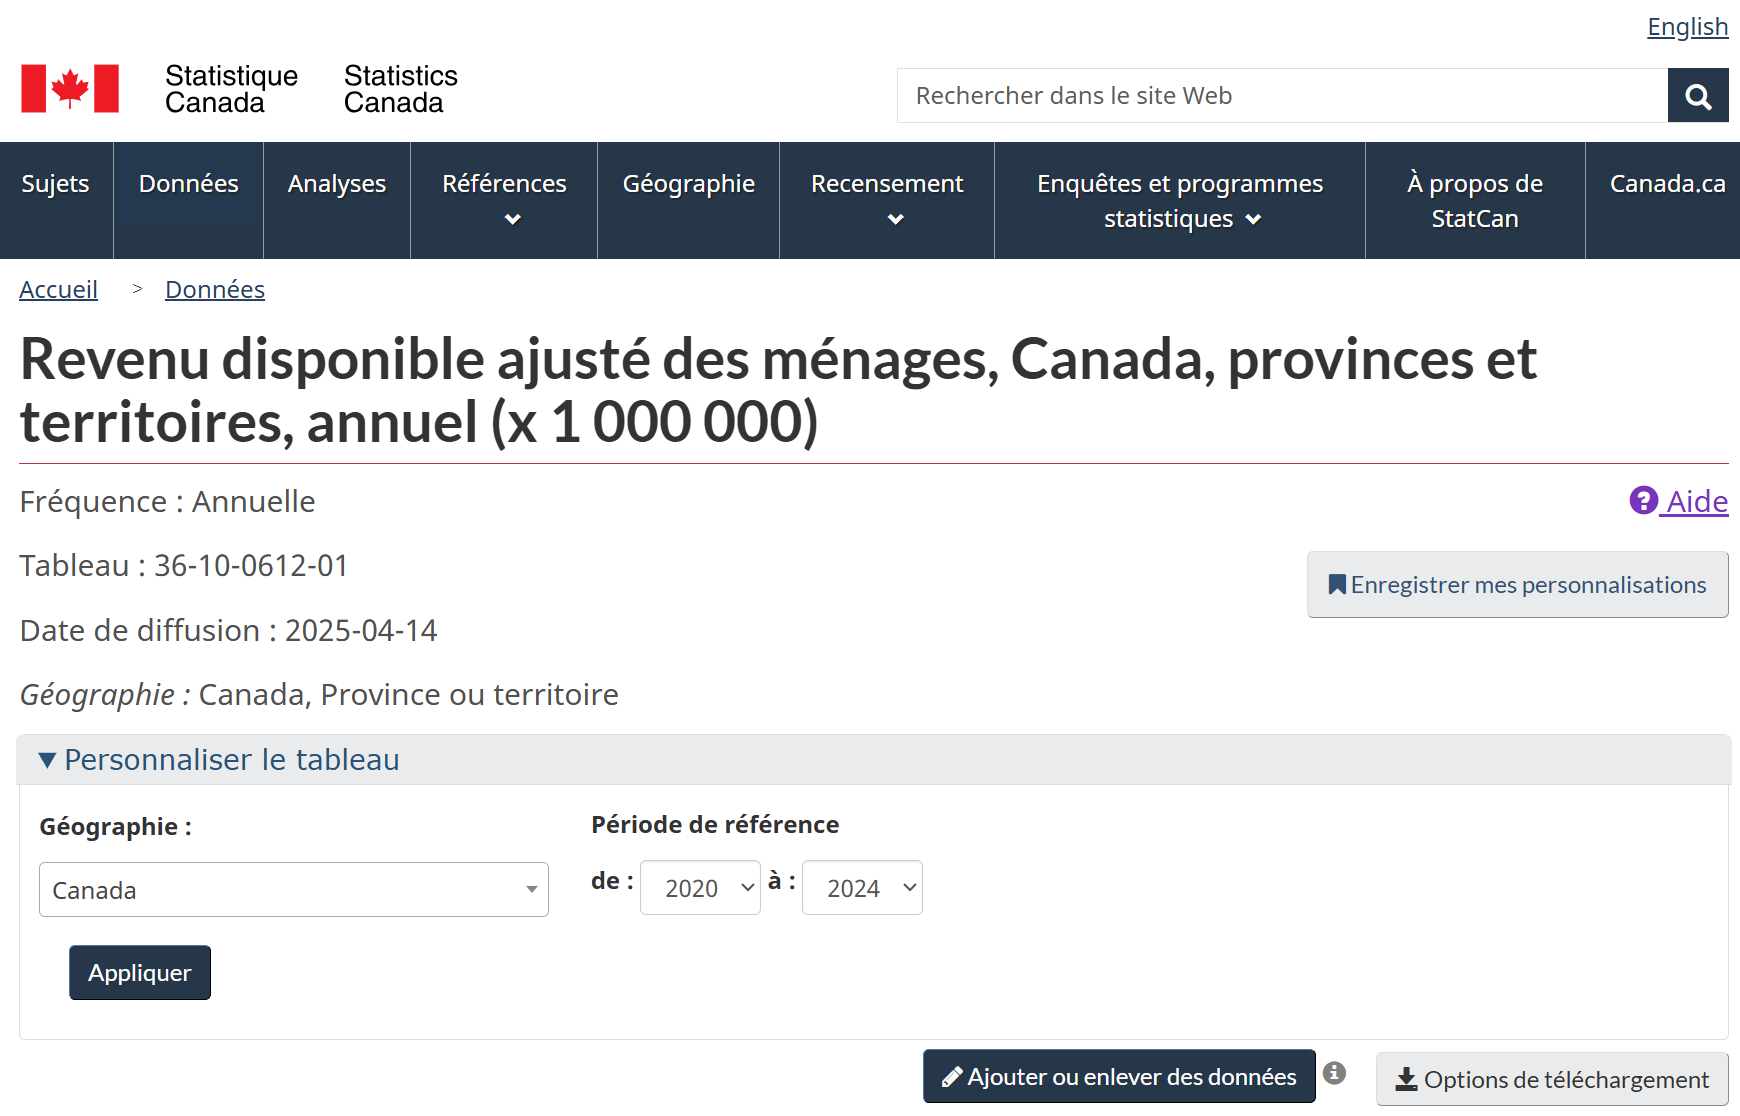 English
Statistique Canada
Statistics Canada
Rechercher dans le site Web
Sujets
Données
Analyses
Références
Géographie
Recensement
Enquêtes et programmes
statistiques
À propos de
StatCan
Canada.ca
Accueil > Données
Revenu disponible ajusté des ménages, Canada, provinces et
territoires, annuel (x 1 000 000)
Fréquence : Annuelle
Aide
Tableau : 36-10-0612-01
Enregistrer mes personnalisations
Date de diffusion : 2025-04-14
Géographie : Canada, Province ou territoire
Personnaliser le tableau
Géographie :
Canada
Période de référence
de : 2020 à : 2024
Appliquer
Ajouter ou enlever des données
Options de téléchargement